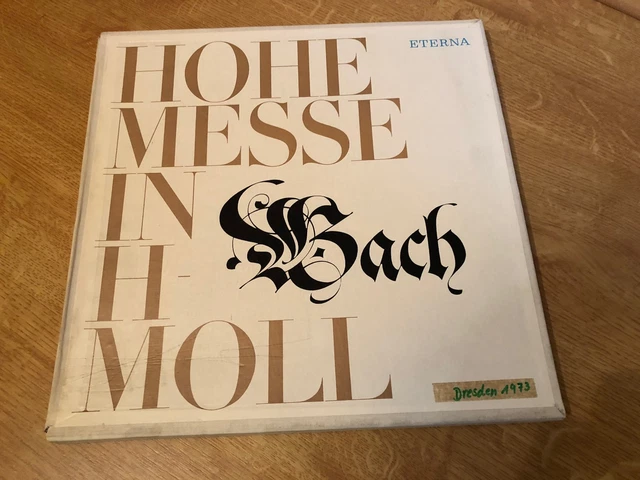 HOHE
ETERNA
MESSE
IN
Bach
H-
MOLL
Dresden 1973